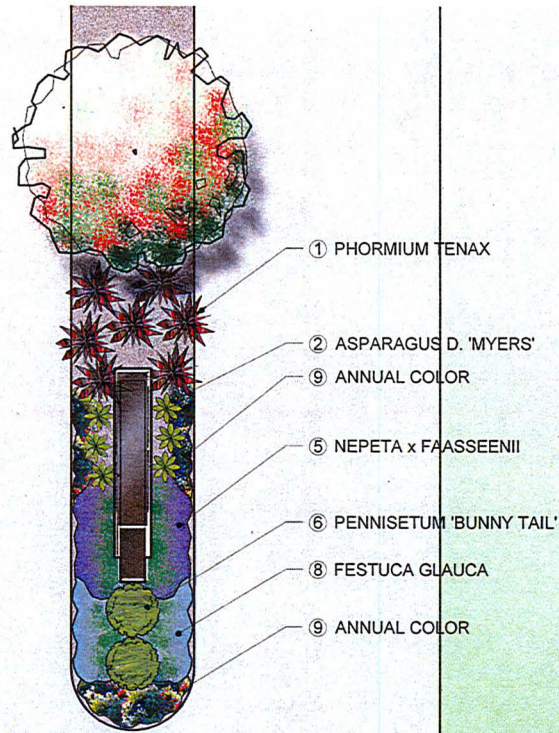 ① PHORMIUM TENAX
② ASPARAGUS D. 'MYERS'
⑨ ANNUAL COLOR
⑤ NEPETA x FAASSEENII
⑥ PENNISETUM 'BUNNY TAIL'
⑧ FESTUCA GLAUCA
⑨ ANNUAL COLOR